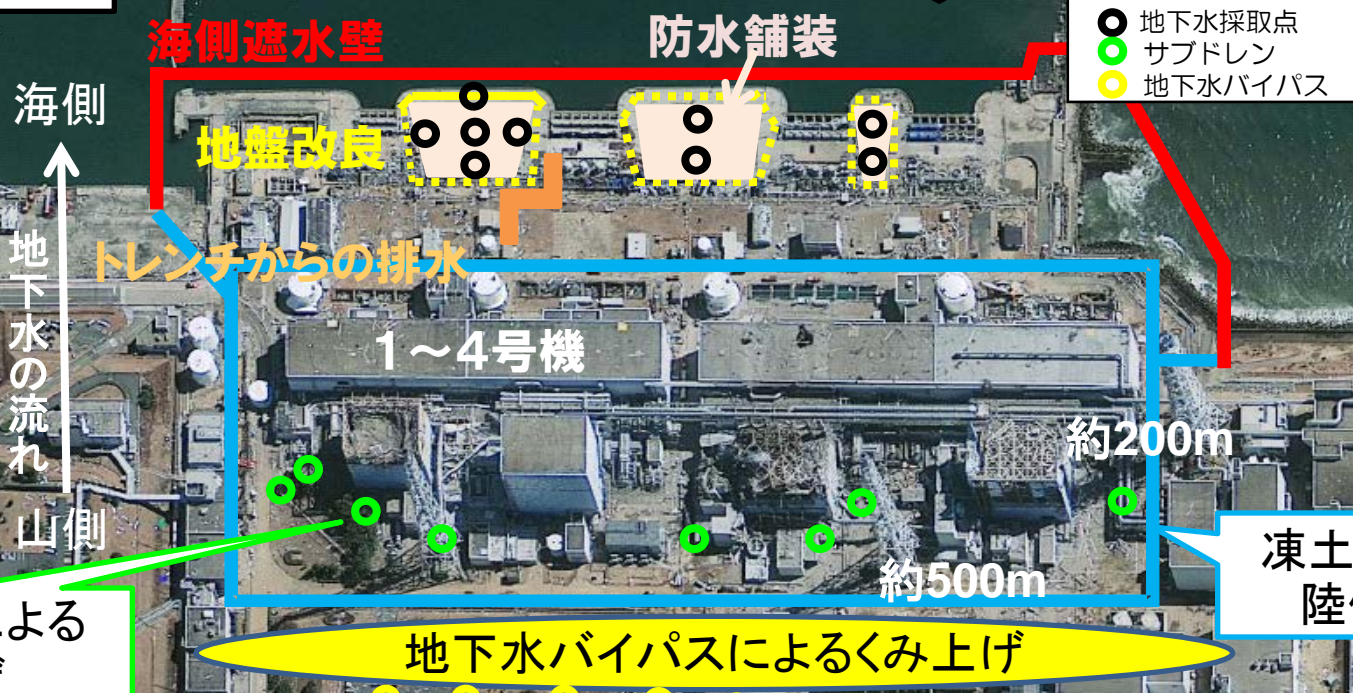 海側遮水壁
防水舗装
地下水採取点
サブドレン
地下水バイパス
海側
地盤改良
地下水の流れ
トレンチからの排水
1～4号機
約200m
山側
約500m
凍土
陸
よる
地下水バイパスによるくみ上げ